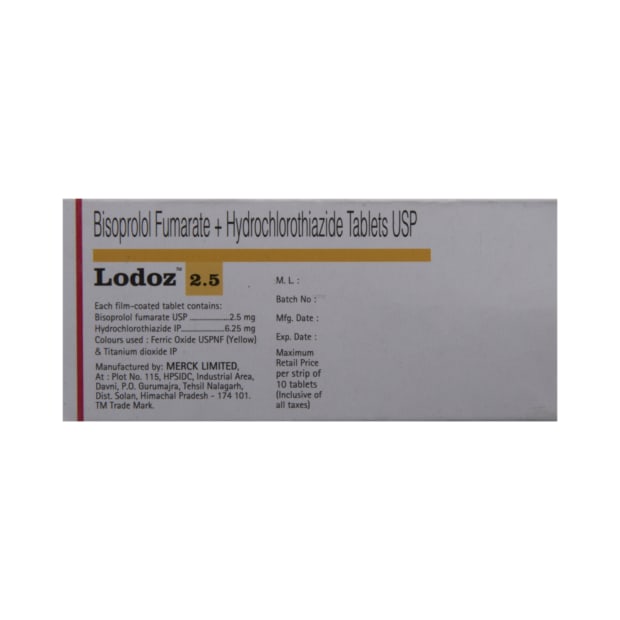 Bisoprolol Fumarate + Hydrochlorothiazide Tablets USP
Lodoz™ 2.5
Each film-coated tablet contains:
Bisoprolol fumarate USP ..................2.5 mg
Hydrochlorothiazide IP....................6.25 mg
Colours used : Ferric Oxide USPNF (Yellow)
& Titanium dioxide IP
Manufactured by: MERCK LIMITED,
At : Plot No. 115, HPSIDC, Industrial Area,
Davni, P.O. Gurumajra, Tehsil Nalagarh,
Dist. Solan, Himachal Pradesh - 174 101.
TM Trade Mark.
M. L. :
Batch No :
Mfg. Date :
Exp. Date :
Maximum
Retail Price
per strip of
10 tablets
(Inclusive of
all taxes)